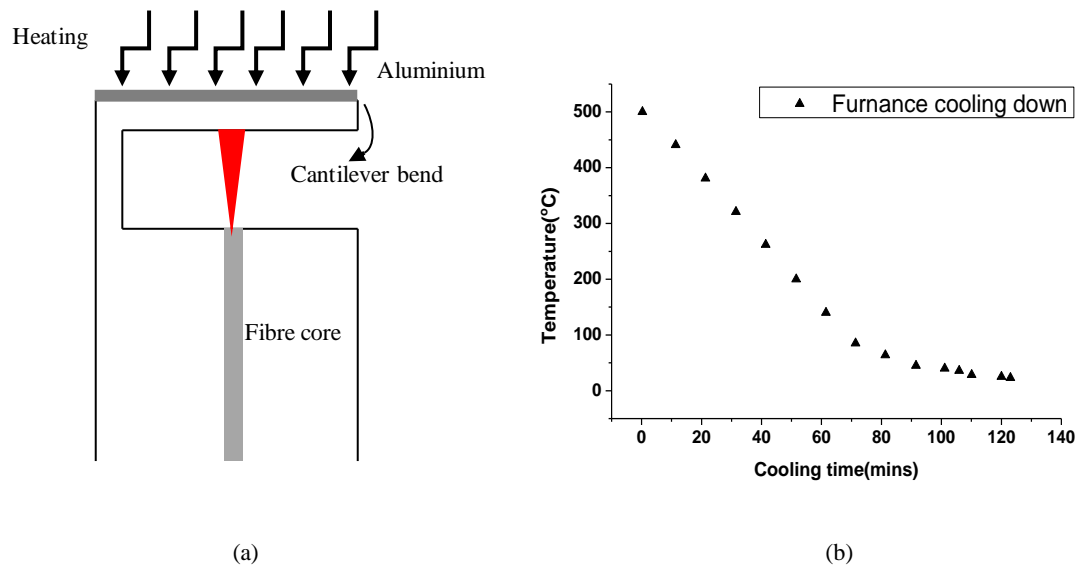 Heating
Aluminium
Cantilever bend
Fibre core
(a)
Furnance cooling down
Temperature(°C)
500
400
300
200
100
0
0 20 40 60 80 100 120 140
Cooling time(mins)
(b)